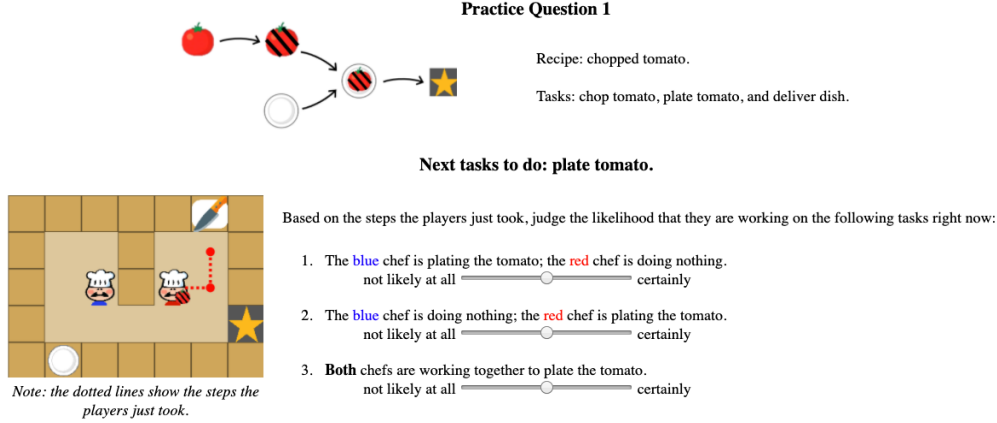 Practice Question 1
Recipe: chopped tomato.
Tasks: chop tomato, plate tomato, and deliver dish.
Next tasks to do: plate tomato.
Based on the steps the players just took, judge the likelihood that they are working on the following tasks right now:
1. The blue chef is plating the tomato; the red chef is doing nothing.
not likely at all certainly
2. The blue chef is doing nothing; the red chef is plating the tomato.
not likely at all certainly
3. Both chefs are working together to plate the tomato.
not likely at all certainly
Note: the dotted lines show the steps the
players just took.